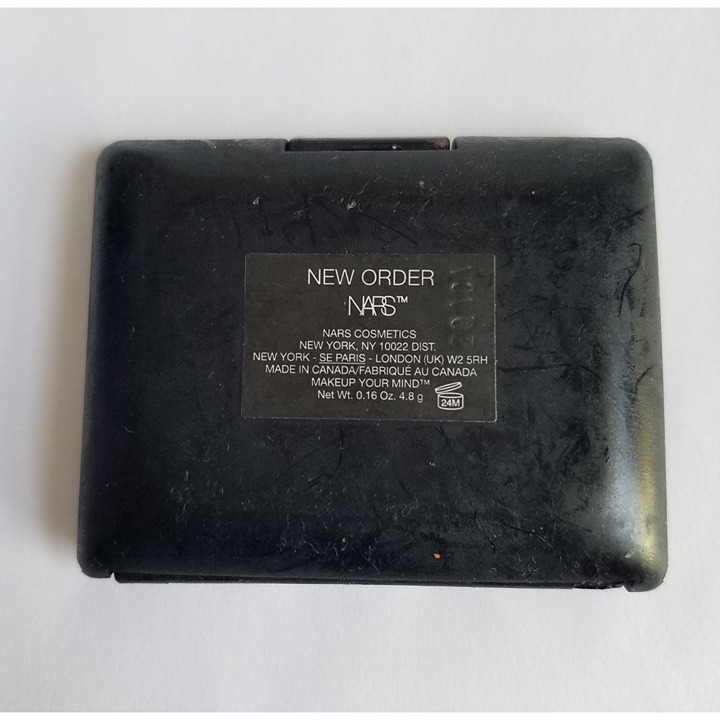 NEW ORDER
NARS™
NARS COSMETICS
NEW YORK, NY 10022 DIST.
NEW YORK - SE PARIS - LONDON (UK) W2 5RH
MADE IN CANADA/FABRIQUÉ AU CANADA
MAKEUP YOUR MIND™
Net Wt. 0.16 Oz. 4.8 g
24M